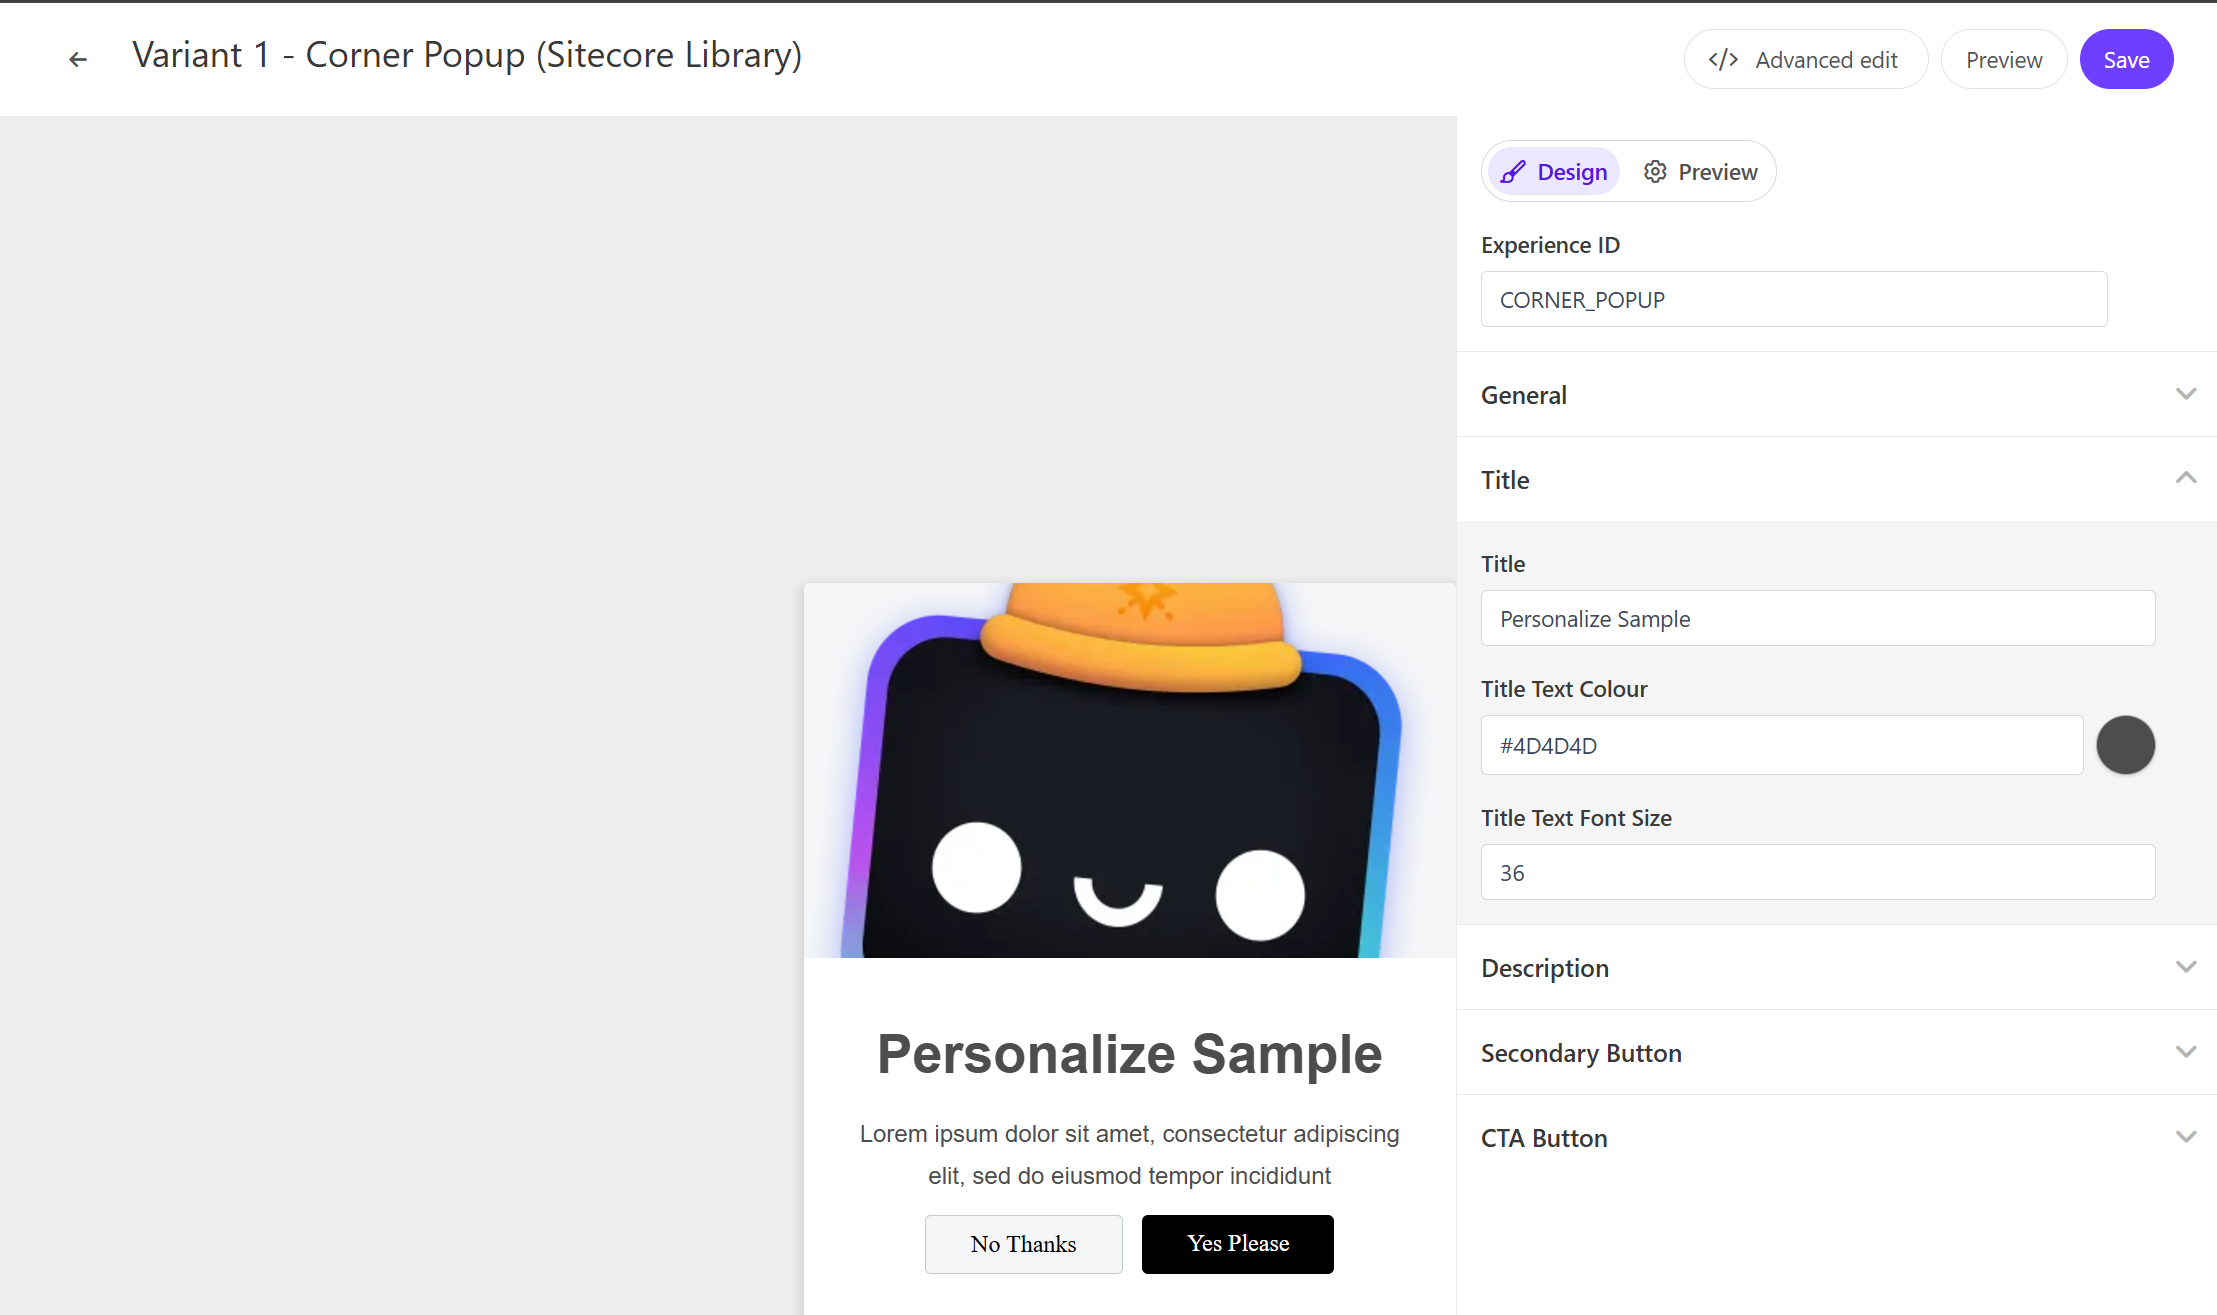 Variant 1 - Corner Popup (Sitecore Library)
</> Advanced edit
Preview
Save
Design
Preview
Experience ID
CORNER_POPUP
General
Title
Title
Personalize Sample
Title Text Colour
#4D4D4D
Title Text Font Size
36
Description
Secondary Button
CTA Button
Personalize Sample
Lorem ipsum dolor sit amet, consectetur adipiscing
elit, sed do eiusmod tempor incididunt
No Thanks
Yes Please